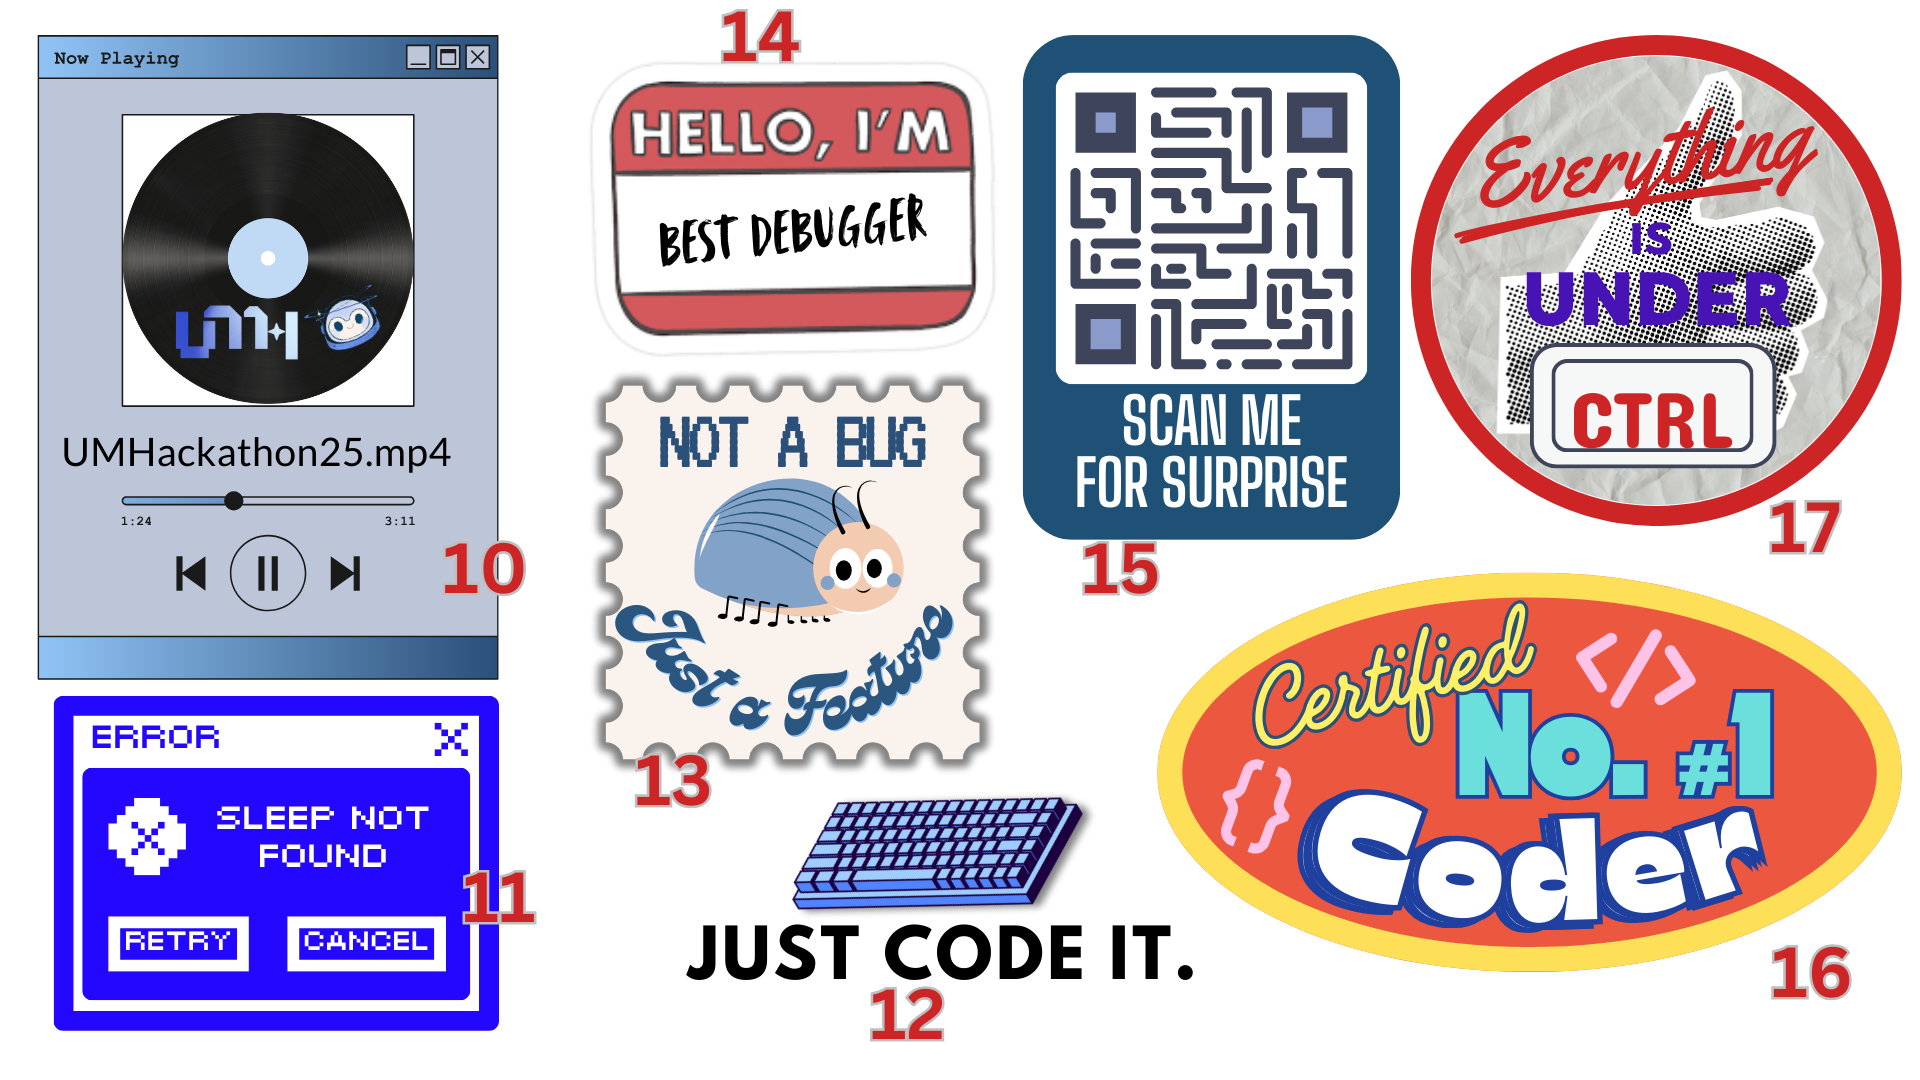 Now Playing
UMH
UMHackathon25.mp4
1:24 3:11
10
ERROR
SLEEP NOT
FOUND
RETRY CANCEL
11
14
HELLO, I'M
BEST DEBUGGER
NOT A BUG
Just a Feature
13
JUST CODE IT.
12
SCAN ME
FOR SURPRISE
15
Everything
IS
UNDER
CTRL
17
Certified
</>
No. #1
{}
Coder
16